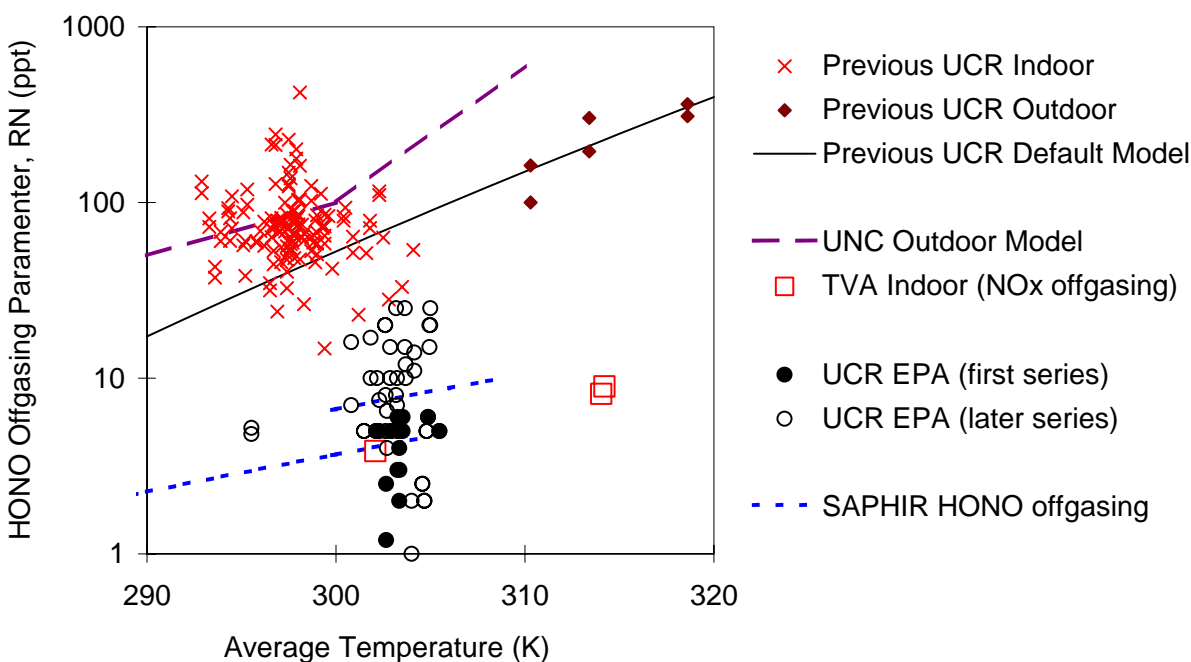 1000
100
10
1
290
300
310
320
HONO Offgasing Paramenter, RN (ppt)
Average Temperature (K)
Previous UCR Indoor
Previous UCR Outdoor
Previous UCR Default Model
UNC Outdoor Model
TVA Indoor (NOx offgasing)
UCR EPA (first series)
UCR EPA (later series)
SAPHIR HONO offgasing